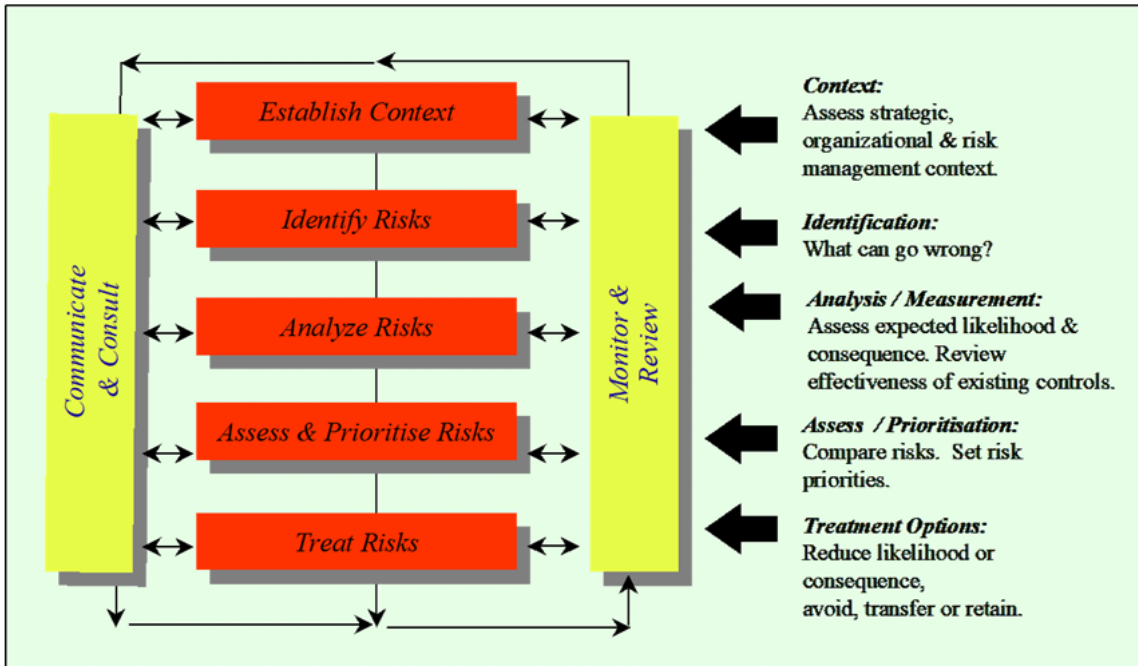 Establish Context
Identify Risks
Analyze Risks
Assess & Prioritise Risks
Treat Risks
Communicate
& Consult
Monitor &
Review
Context:
Assess strategic,
organizational & risk
management context.
Identification:
What can go wrong?
Analysis / Measurement:
Assess expected likelihood &
consequence. Review
effectiveness of existing controls.
Assess / Prioritisation:
Compare risks. Set risk
priorities.
Treatment Options:
Reduce likelihood or
consequence,
avoid, transfer or retain.